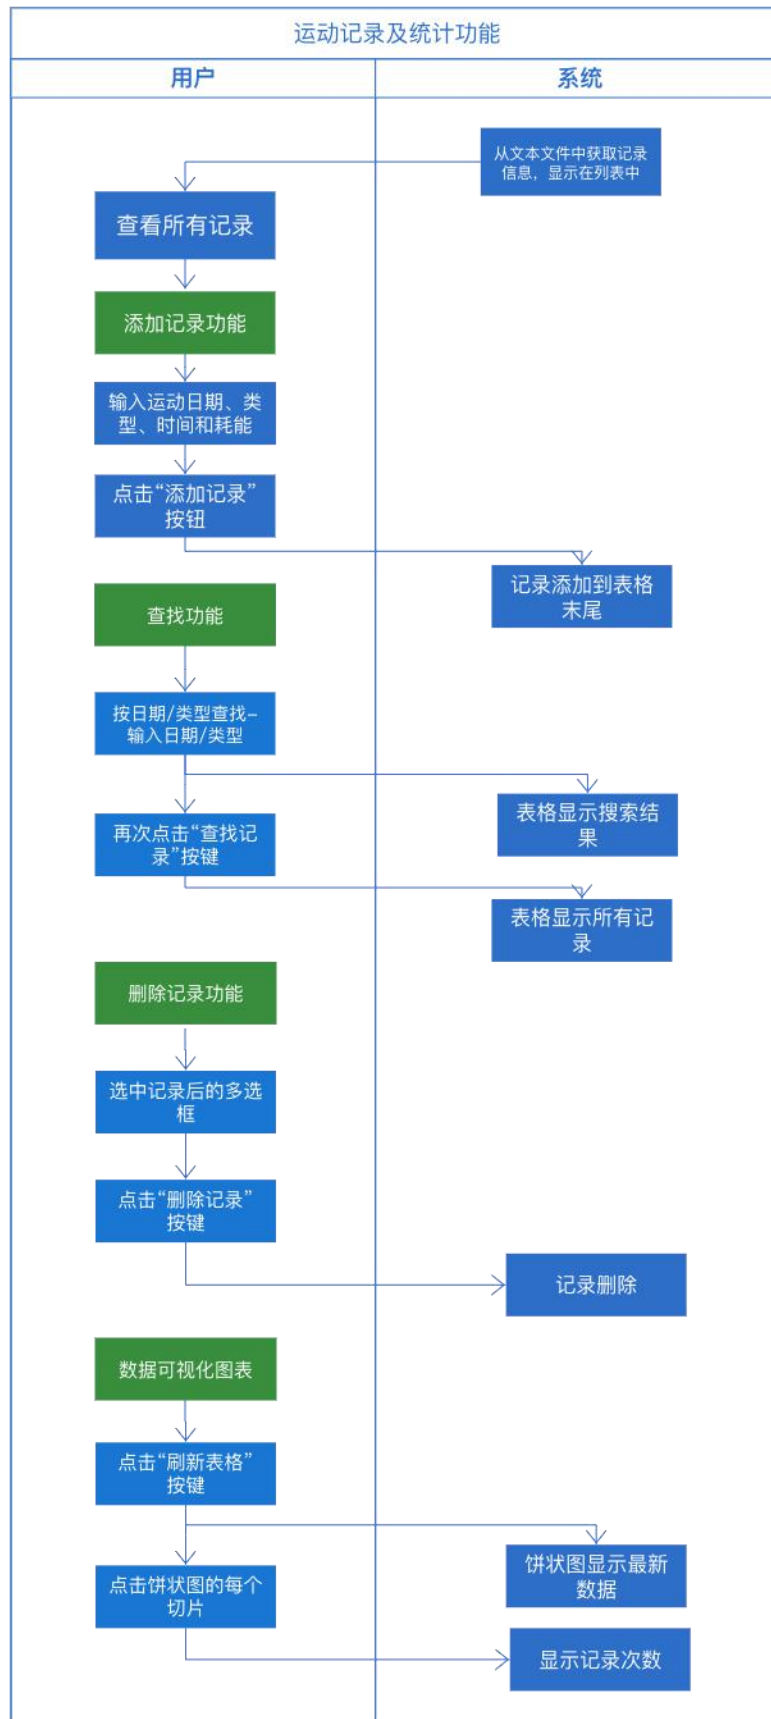 运动记录及统计功能
用户
系统
从文本文件中获取记录
信息，显示在列表中
查看所有记录
添加记录功能
输入运动日期、类
型、时间和耗能
点击“添加记录”
按钮
记录添加到表格
末尾
查找功能
按日期/类型查找–
输入日期/类型
表格显示搜索结
果
再次点击“查找记
录”按键
表格显示所有记
录
删除记录功能
选中记录后的多选
框
点击“删除记录”
按键
记录删除
数据可视化图表
点击“刷新表格”
按键
饼状图显示最新
数据
点击饼状图的每个
切片
显示记录次数